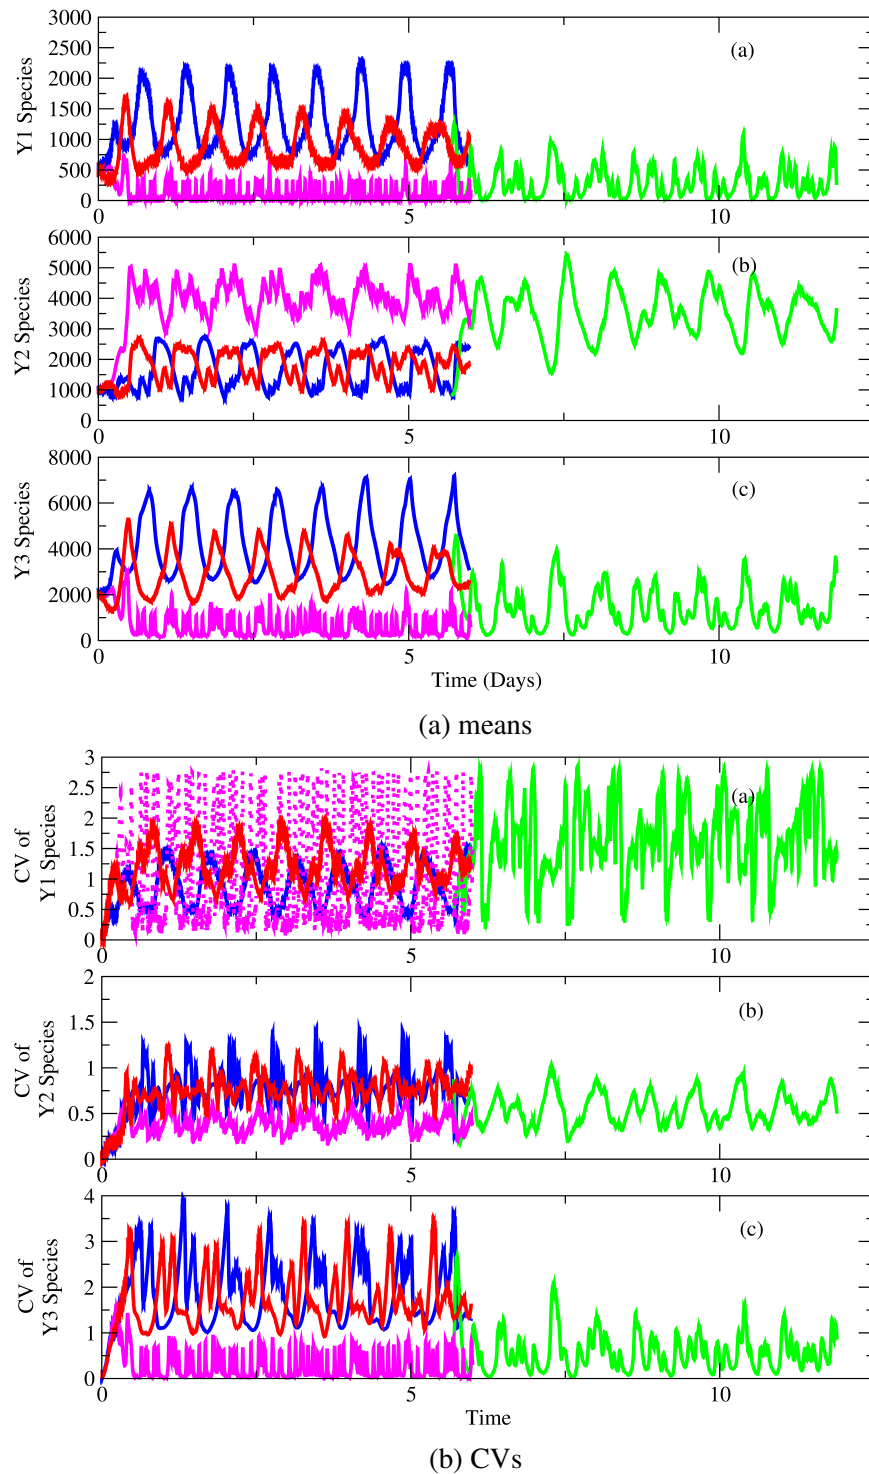 3000
2500
2000
1500
1000
500
0
Y1 Species
(a)
0 5 10
6000
5000
4000
3000
2000
1000
0
Y2 Species
(b)
0 5 10
8000
6000
4000
2000
0
Y3 Species
(c)
0 5 10
Time (Days)
(a) means
3
2.5
2
1.5
1
0.5
0
CV of
Y1 Species
(a)
0 5 10
2
1.5
1
0.5
0
CV of
Y2 Species
(b)
0 5 10
4
3
2
1
0
CV of
Y3 Species
(c)
0 5 10
Time
(b) CVs